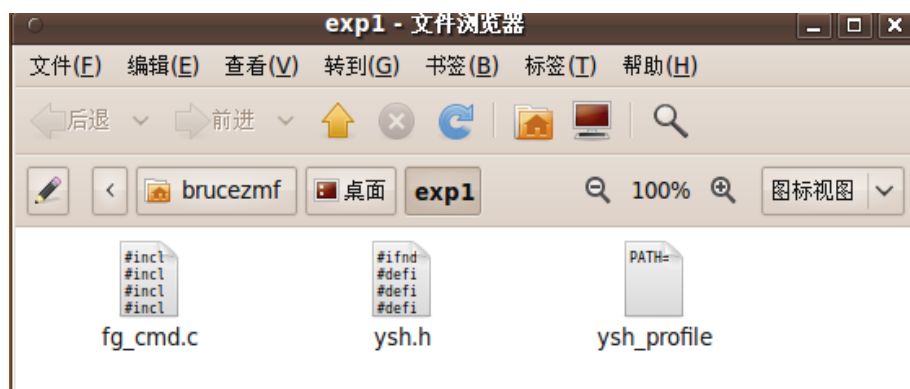 exp1 - 文件浏览器
文件(F) 编辑(E) 查看(V) 转到(G) 书签(B) 标签(T) 帮助(H)
后退 前进
brucezmf 桌面 exp1 100% 图标视图
#incl #ifnd PATH=
#incl #defi
#incl #defi
#incl #defi
fg_cmd.c ysh.h ysh_profile